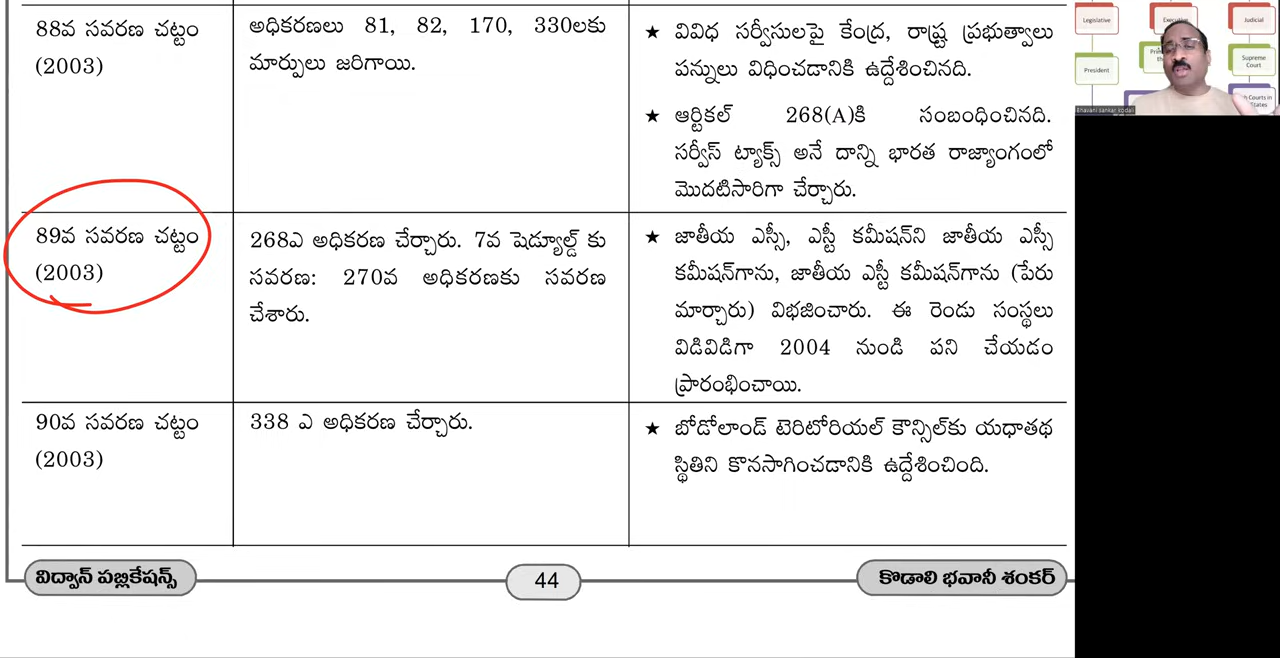 88వ సవరణ చట్టం
(2003)
అధికరణలు 81, 82, 170, 330లకు
మార్పులు జరిగాయి.
★ వివిధ సర్వీసులపై కేంద్ర, రాష్ట్ర ప్రభుత్వాలు
పన్నులు విధించడానికి ఉద్దేశించినది.
★ ఆర్టికల్ 268(A)కి సంబంధించినది.
సర్వీస్ ట్యాక్స్ అనే దాన్ని భారత రాజ్యాంగంలో
మొదటిసారిగా చేర్చారు.
89వ సవరణ చట్టం
(2003)
268ఎ అధికరణ చేర్చారు. 7వ షెడ్యూల్డ్ కు
సవరణ: 270వ అధికరణకు సవరణ
చేశారు.
★ జాతీయ ఎస్సీ, ఎస్టీ కమీషన్‌ని జాతీయ ఎస్సీ
కమీషన్‌గాను, జాతీయ ఎస్టీ కమీషన్‌గాను (పేరు
మార్చారు) విభజించారు. ఈ రెండు సంస్థలు
విడివిడిగా 2004 నుండి పని చేయడం
ప్రారంభించాయి.
90వ సవరణ చట్టం
(2003)
338 ఎ అధికరణ చేర్చారు.
★ బోడోలాండ్ టెరిటోరియల్ కౌన్సిల్‌కు యధాతథ
స్థితిని కొనసాగించడానికి ఉద్దేశించింది.
విద్వాన్ పబ్లికేషన్స్
44
కొడాలి భవానీ శంకర్
Legislative
Judicial
President
Supreme
Court
Courts in
States